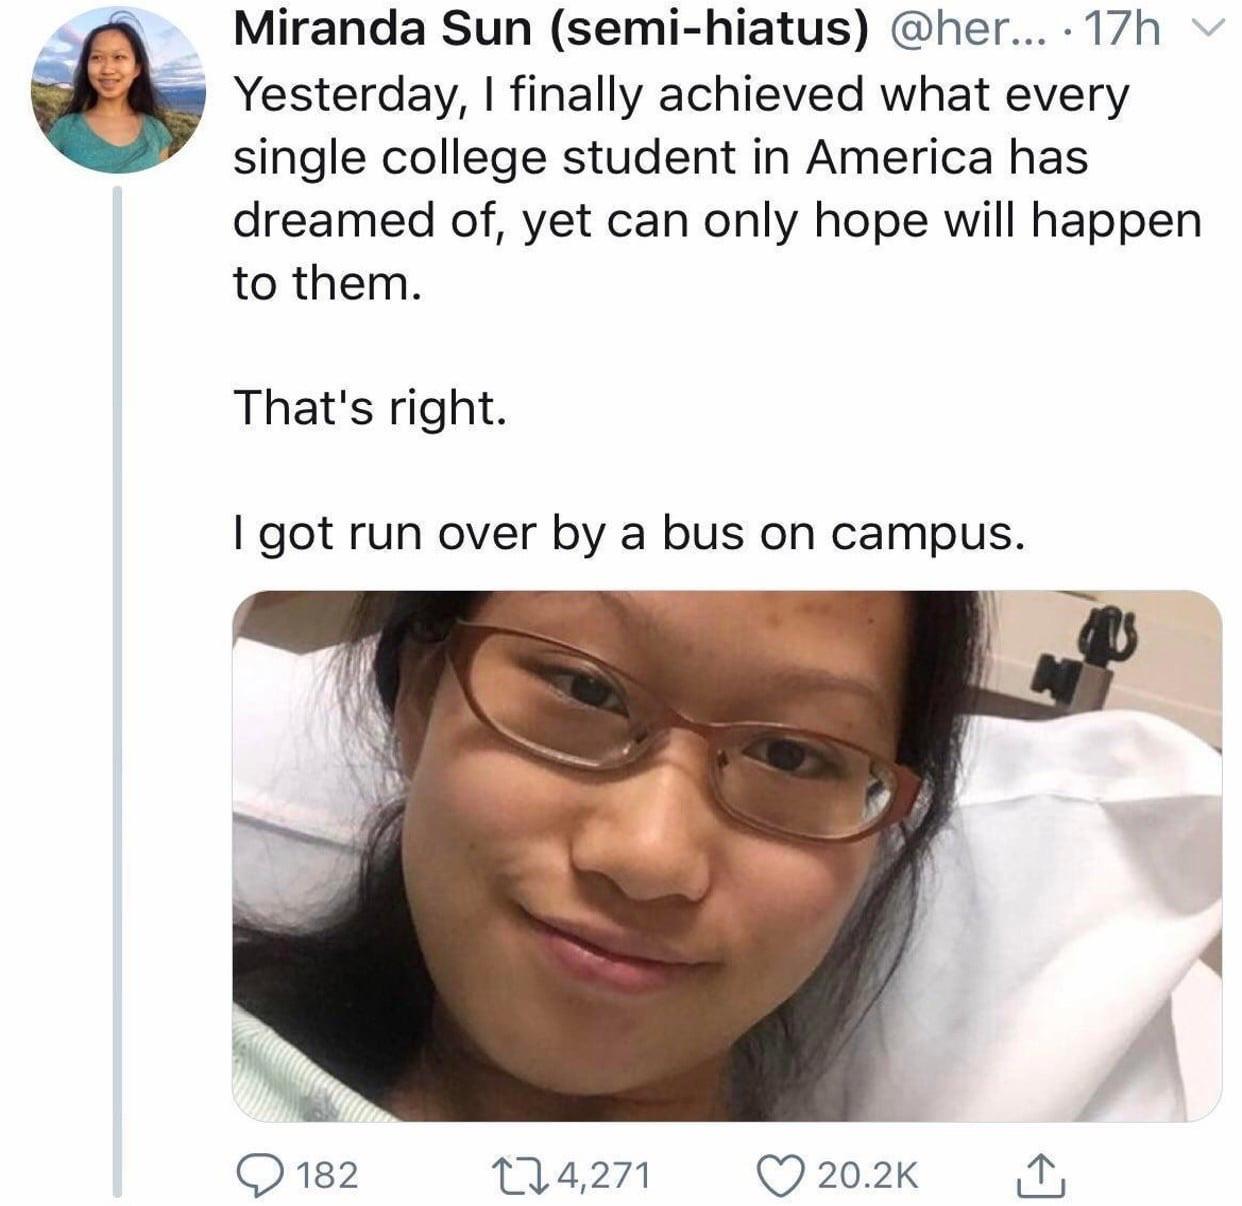 Miranda Sun (semi-hiatus) @her... · 17h
Yesterday, I finally achieved what every
single college student in America has
dreamed of, yet can only hope will happen
to them.
That's right.
I got run over by a bus on campus.
182 4,271 20.2K